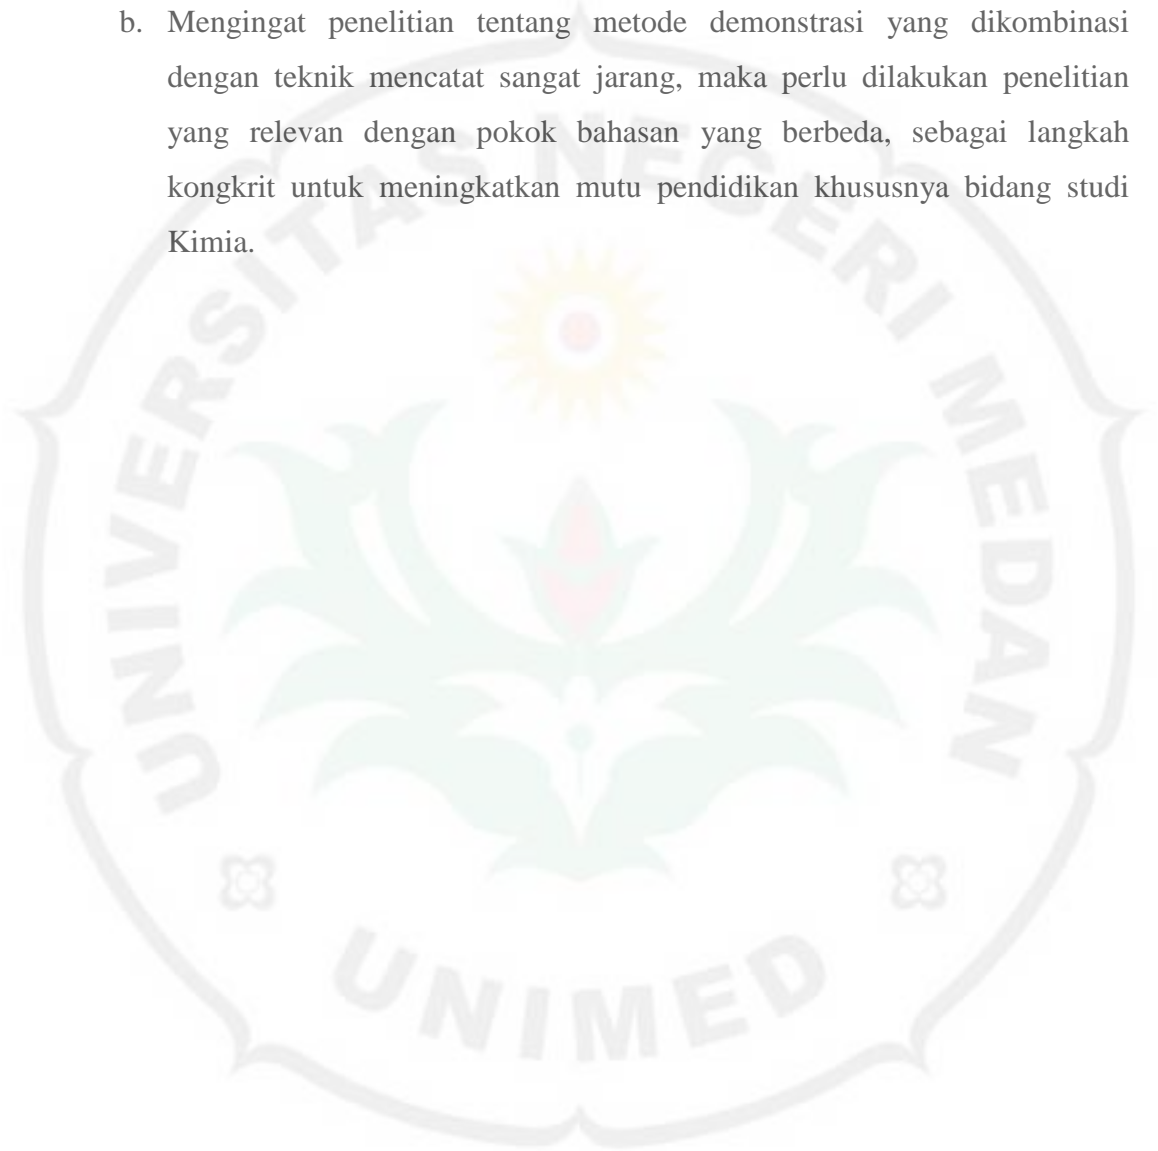 b. Mengingat penelitian tentang metode demonstrasi yang dikombinasi
dengan teknik mencatat sangat jarang, maka perlu dilakukan penelitian
yang relevan dengan pokok bahasan yang berbeda, sebagai langkah
kongkrit untuk meningkatkan mutu pendidikan khususnya bidang studi
Kimia.
UNIVERSITAS NEGERI MEDAN
UNIMED